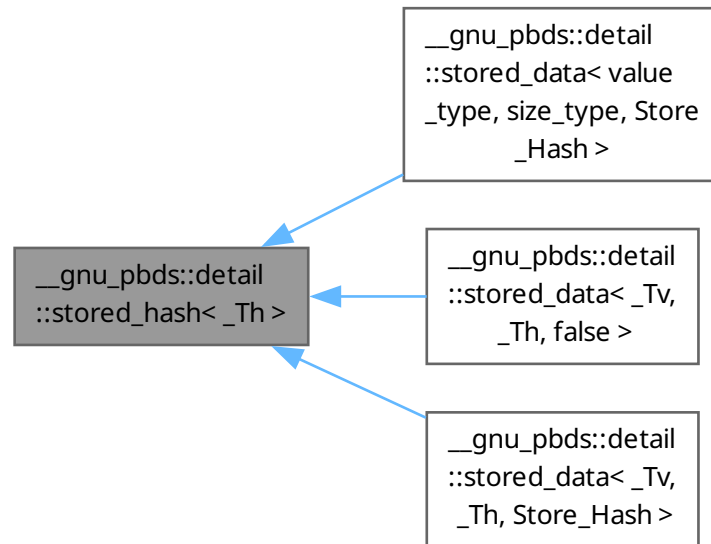 __gnu_pbds::detail
::stored_data< value
_type, size_type, Store
_Hash >
__gnu_pbds::detail
::stored_hash< _Th >
__gnu_pbds::detail
::stored_data< _Tv,
_Th, false >
__gnu_pbds::detail
::stored_data< _Tv,
_Th, Store_Hash >